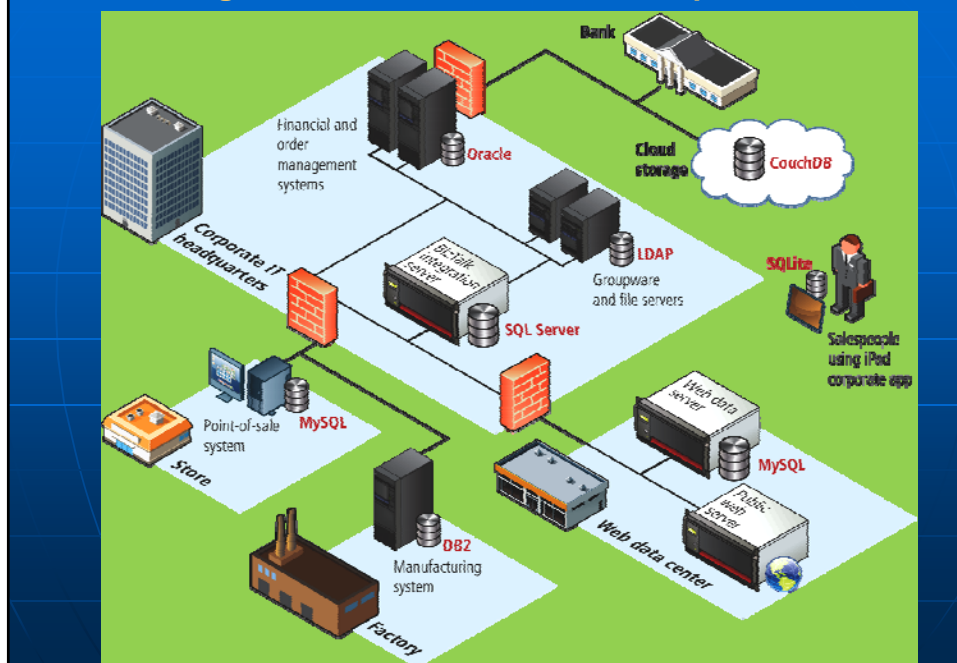 Bank
Financial and
order
management
systems
Oracle
Cloud
storage
CouchDB
Corporate IT
headquarters
BizTalk
integration
server
LDAP
Groupware
and file servers
SQL Server
SQLite
Salespeople
using iPad
corporate app
Point-of-sale
system
MySQL
Store
Web data
server
MySQL
Public
web
server
Web data center
DB2
Manufacturing
system
Factory